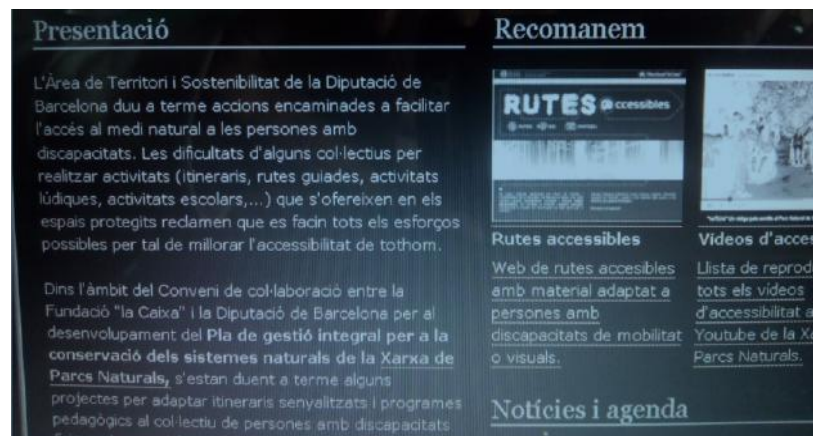 Presentació
L'Àrea de Territori i Sostenibilitat de la Diputació de
Barcelona duu a terme accions encaminades a facilitar
l'accés al medi natural a les persones amb
discapacitats. Les dificultats d'alguns col·lectius per
realitzar activitats (itineraris, rutes guiades, activitats
lúdiques, activitats escolars,...) que s'ofereixen en els
espais protegits reclamen que es facin tots els esforços
possibles per tal de millorar l'accessibilitat de tothom.
Dins l'àmbit del Conveni de col·laboració entre la
Fundació "la Caixa" i la Diputació de Barcelona per al
desenvolupament del Pla de gestió integral per a la
conservació dels sistemes naturals de la Xarxa de
Parcs Naturals, s'estan duent a terme alguns
projectes per adaptar itineraris senyalitzats i programes
pedagògics al col·lectiu de persones amb discapacitats
Recomanem
RUTES accessibles
Rutes accessibles
Web de rutes accesibles
amb material adaptat a
persones amb
discapacitats de mobilitat
o visuals.
Vídeos d'acces
Llista de reprodu
tots els vídeos
d'accessibilitat a
Youtube de la Xa
Parcs Naturals.
Notícies i agenda